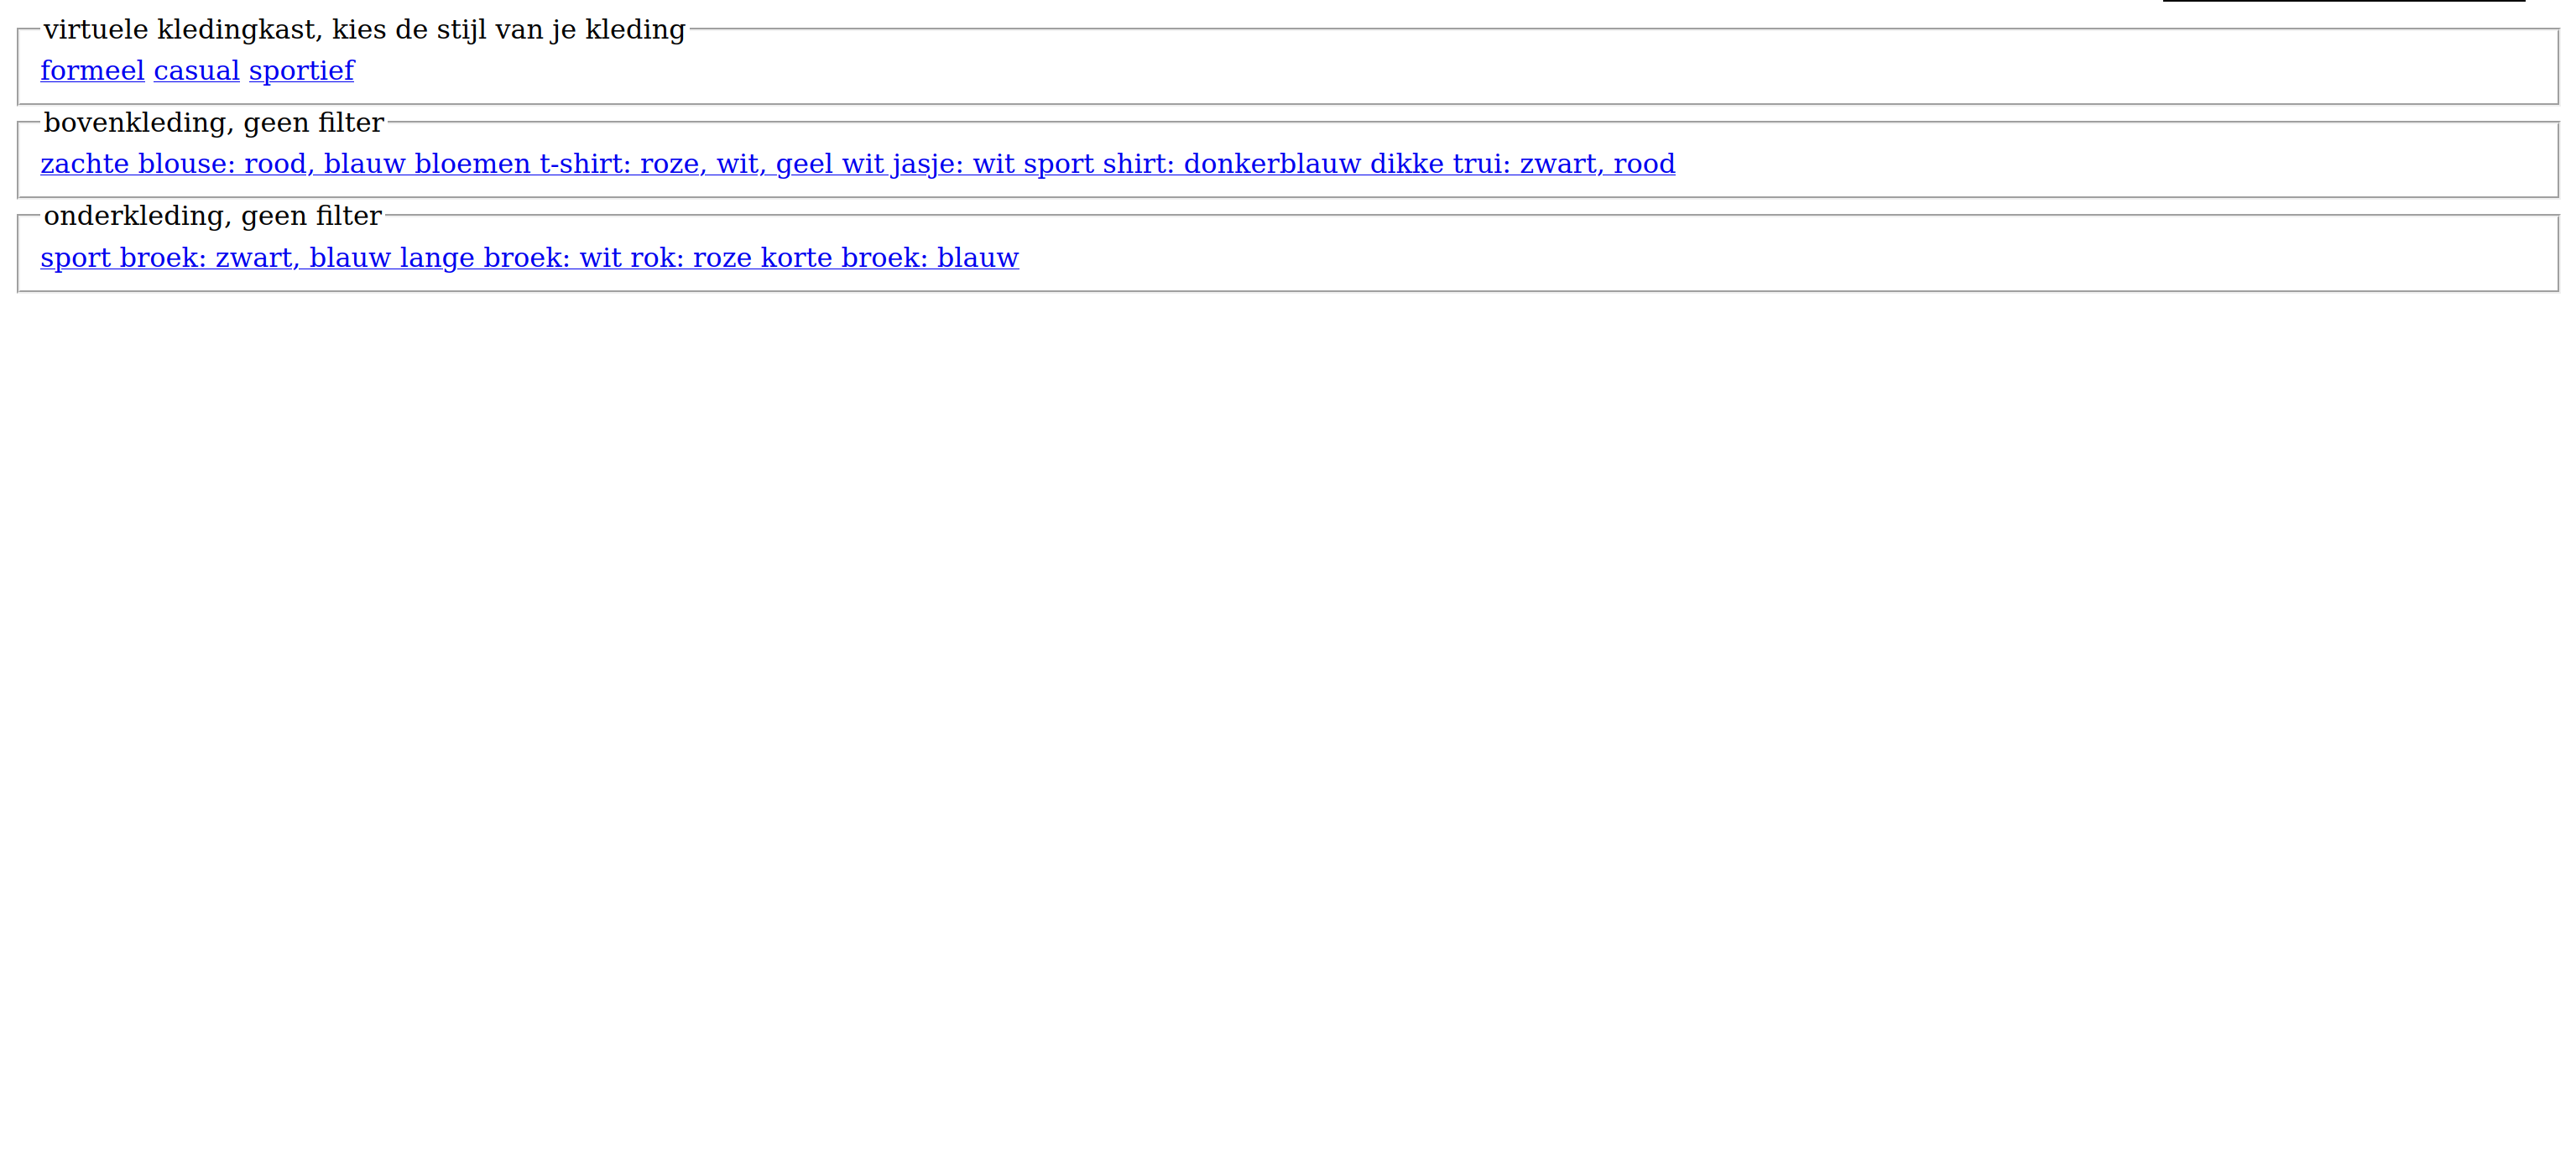 virtuele kledingkast, kies de stijl van je kleding
formeel casual sportief
bovenkleding, geen filter
zachte blouse: rood, blauw bloemen t-shirt: roze, wit, geel wit jasje: wit sport shirt: donkerblauw dikke trui: zwart, rood
onderkleding, geen filter
sport broek: zwart, blauw lange broek: wit rok: roze korte broek: blauw